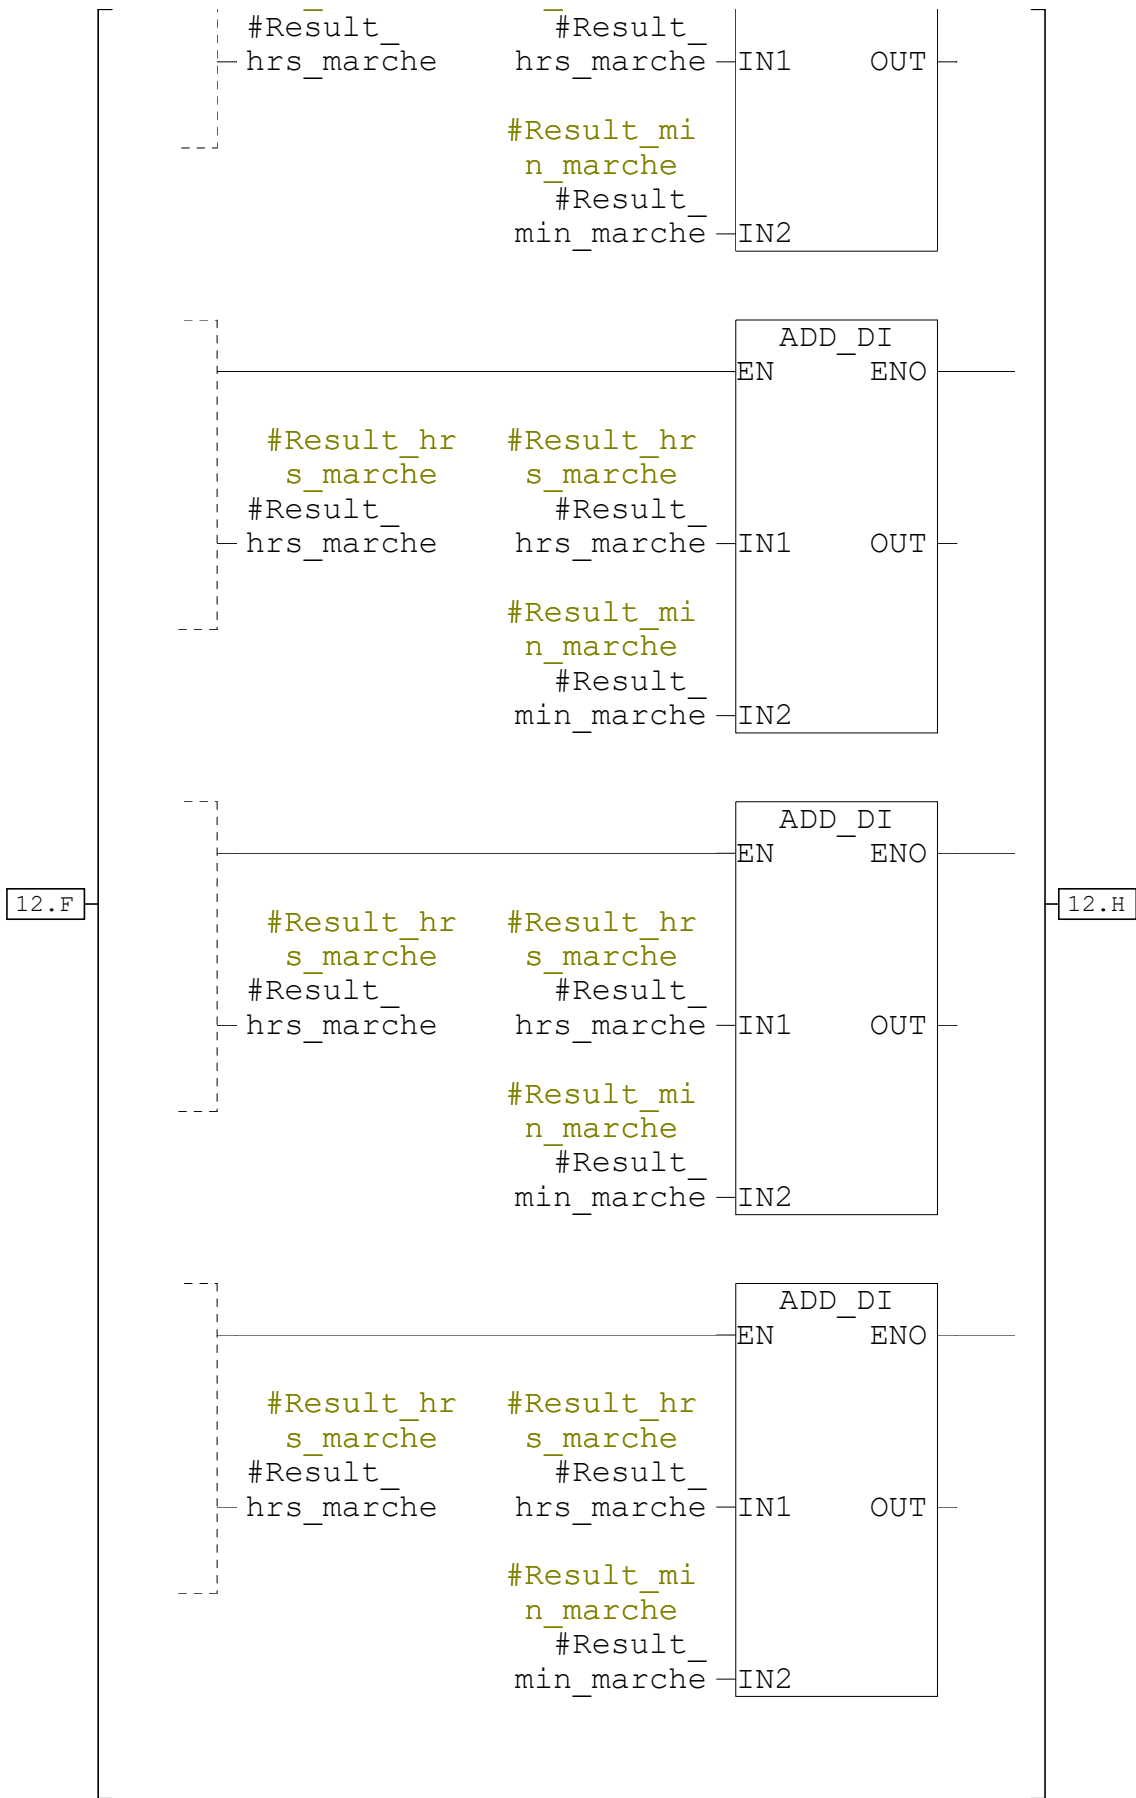 #Result_ #Result_
hrs_marche hrs_marche IN1 OUT
#Result_mi
n_marche
#Result_
min_marche IN2
ADD_DI
EN ENO
#Result_hr #Result_hr
s_marche s_marche
#Result_ #Result_
hrs_marche hrs_marche IN1 OUT
#Result_mi
n_marche
#Result_
min_marche IN2
ADD_DI
EN ENO
12.F 12.H
#Result_hr #Result_hr
s_marche s_marche
#Result_ #Result_
hrs_marche hrs_marche IN1 OUT
#Result_mi
n_marche
#Result_
min_marche IN2
ADD_DI
EN ENO
#Result_hr #Result_hr
s_marche s_marche
#Result_ #Result_
hrs_marche hrs_marche IN1 OUT
#Result_mi
n_marche
#Result_
min_marche IN2